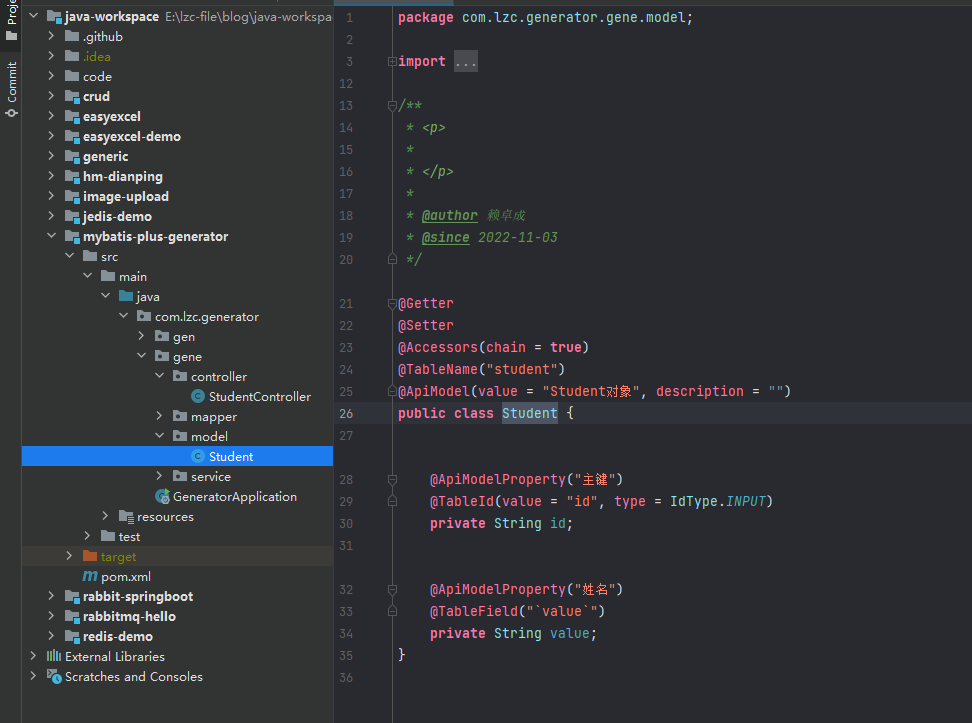 Proje
Commit
java-workspace E:\lzc-file\blog\java-workspa
.github
.idea
code
crud
easyexcel
easyexcel-demo
generic
hm-dianping
image-upload
jedis-demo
mybatis-plus-generator
src
main
java
com.lzc.generator
gen
gene
controller
StudentController
mapper
model
Student
service
GeneratorApplication
resources
test
target
pom.xml
rabbit-springboot
rabbitmq-hello
redis-demo
External Libraries
Scratches and Consoles
1 package com.lzc.generator.gene.model;
2
3 import ...
12
13 /**
14 * <p>
15 *
16 * </p>
17 *
18 * @author 赖卓成
19 * @since 2022-11-03
20 */
21 @Getter
22 @Setter
23 @Accessors(chain = true)
24 @TableName("student")
25 @ApiModel(value = "Student对象", description = "")
26 public class Student {
27
28 @ApiModelProperty("主键")
29 @TableId(value = "id", type = IdType.INPUT)
30 private String id;
31
32 @ApiModelProperty("姓名")
33 @TableField("`value`")
34 private String value;
35 }
36